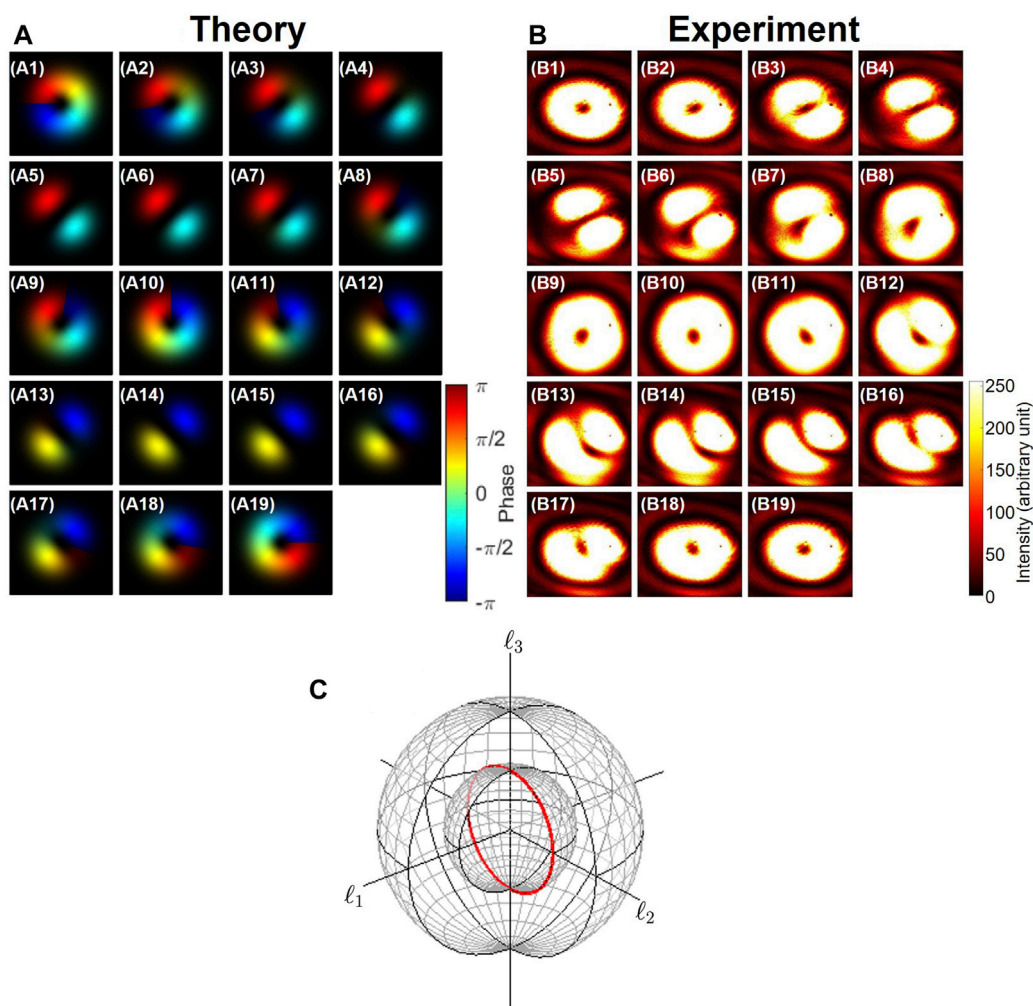 A Theory
B Experiment
(A1) (A2) (A3) (A4)
(B1) (B2) (B3) (B4)
(A5) (A6) (A7) (A8)
(B5) (B6) (B7) (B8)
(A9) (A10) (A11) (A12)
(B9) (B10) (B11) (B12)
(A13) (A14) (A15) (A16)
(B13) (B14) (B15) (B16)
(A17) (A18) (A19)
(B17) (B18) (B19)
π
π/2
0
-π/2
-π
Phase
250
200
150
100
50
0
Intensity (arbitrary unit)
C
ℓ3
ℓ1
ℓ2